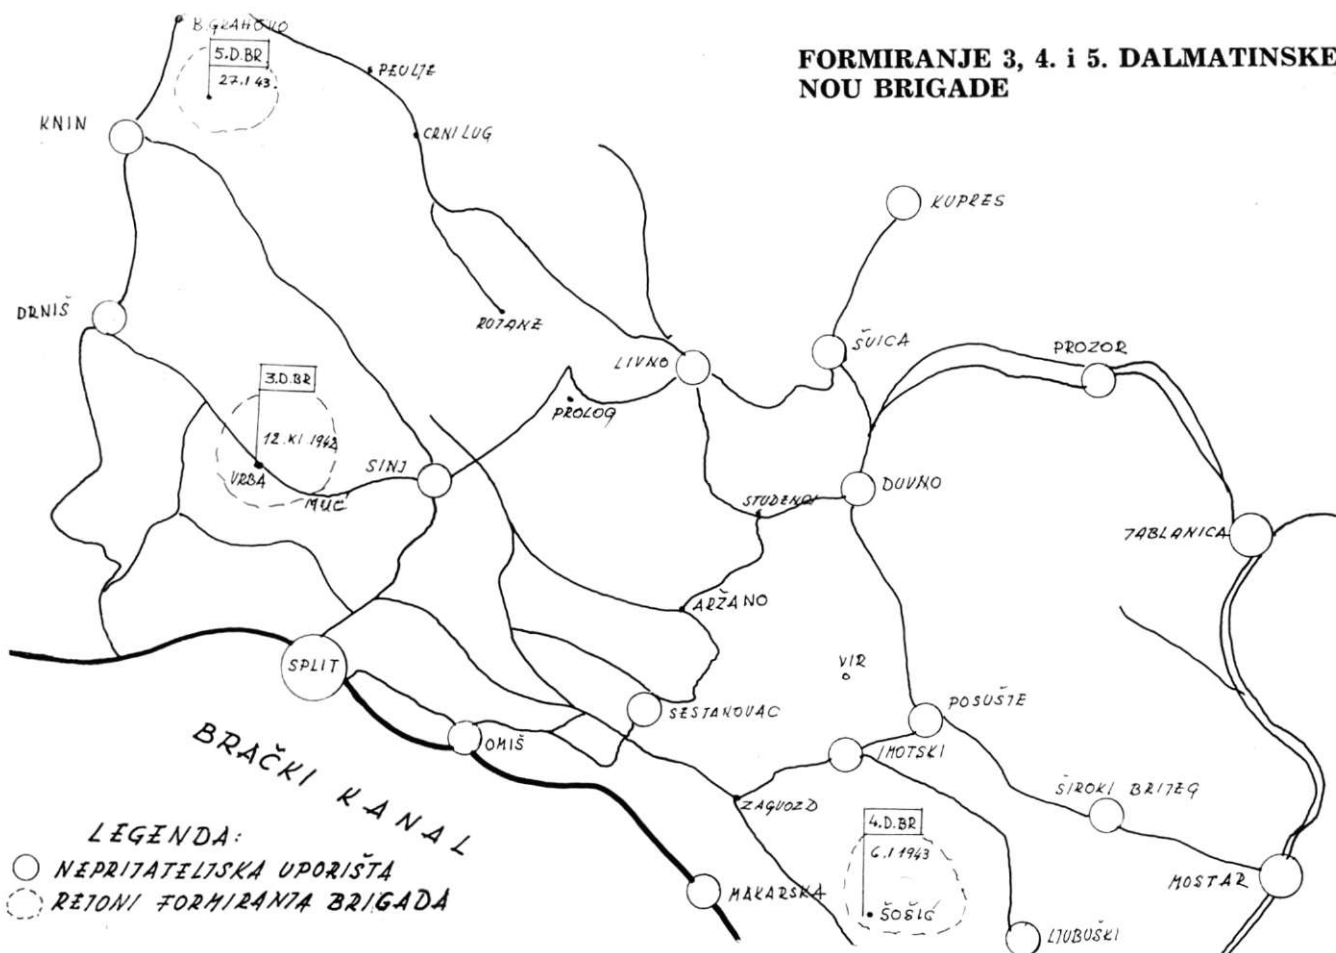 FORMIRANJE 3, 4. i 5. DALMATINSKE
NOU BRIGADE
B.GRAHOVO
5.D.BR
27.1 43.
PEULJE
KNIN
CRNI LUG
KUPRES
DRNIŠ
ROJANE
LIVNO
ŠUICA
PROZOR
3.D.BR
12.XI.1942
VRBA
MUĆ
SINJ
PROLOG
STUDENCI
DUVNO
JABLANICA
ARŽANO
SPLIT
VIR
SESTANOVAC
POSUŠJE
OMIŠ
IMOTSKI
BRAČKI KANAL
ZAGVOZD
ŠIROKI BRIJEG
4.D.BR
6.1 1943
ŠOŠIĆ
MAKARSKA
MOSTAR
LJUBUŠKI
LEGENDA:
NEPRIJATELJSKA UPORIŠTA
REJONI FORMIRANJA BRIGADA